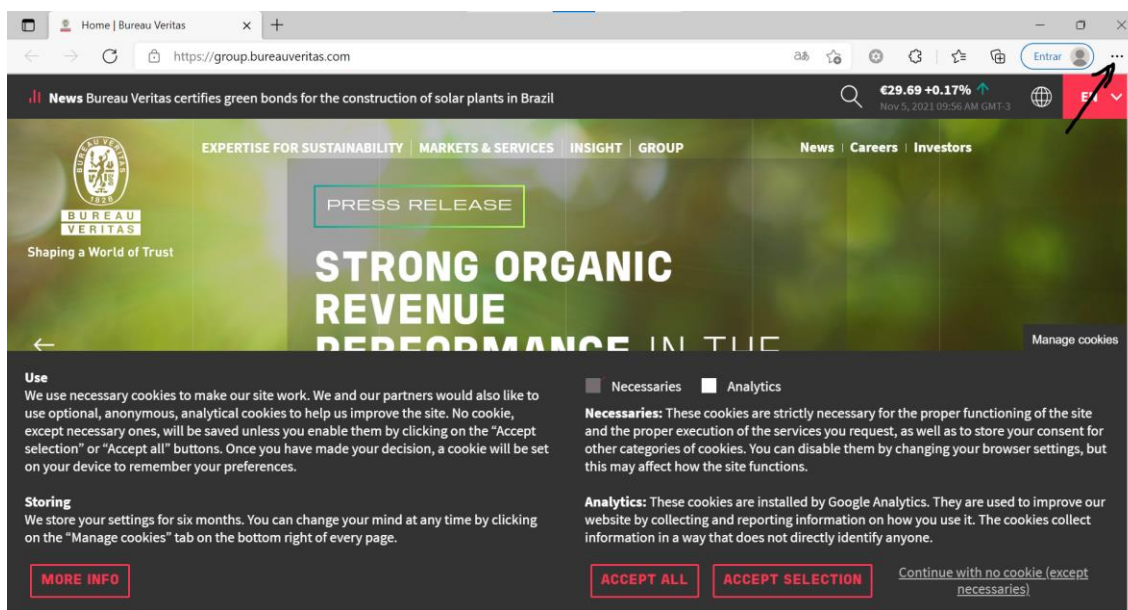 Home | Bureau Veritas
https://group.bureauveritas.com
Entrar
News Bureau Veritas certifies green bonds for the construction of solar plants in Brazil
€29.69 +0.17%
Nov 5, 2021 09:56 AM GMT-3
EN
BUREAU VERITAS
1828
BUREAU
VERITAS
Shaping a World of Trust
EXPERTISE FOR SUSTAINABILITY | MARKETS & SERVICES | INSIGHT | GROUP
News | Careers | Investors
PRESS RELEASE
STRONG ORGANIC
REVENUE
PERFORMANCE IN THE
Manage cookies
Use
We use necessary cookies to make our site work. We and our partners would also like to
use optional, anonymous, analytical cookies to help us improve the site. No cookie,
except necessary ones, will be saved unless you enable them by clicking on the “Accept
selection” or “Accept all” buttons. Once you have made your decision, a cookie will be set
on your device to remember your preferences.
Storing
We store your settings for six months. You can change your mind at any time by clicking
on the “Manage cookies” tab on the bottom right of every page.
MORE INFO
Necessaries Analytics
Necessaries: These cookies are strictly necessary for the proper functioning of the site
and the proper execution of the services you request, as well as to store your consent for
other categories of cookies. You can disable them by changing your browser settings, but
this may affect how the site functions.
Analytics: These cookies are installed by Google Analytics. They are used to improve our
website by collecting and reporting information on how you use it. The cookies collect
information in a way that does not directly identify anyone.
ACCEPT ALL
ACCEPT SELECTION
Continue with no cookie (except
necessaries)